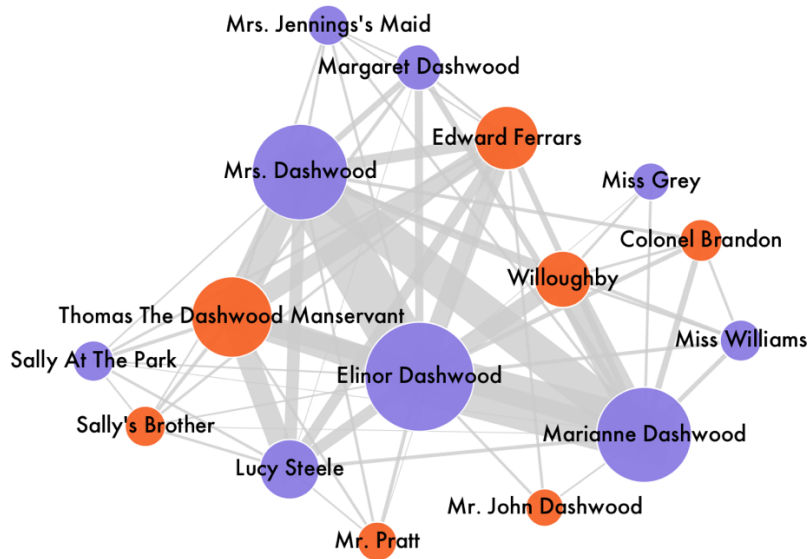 Mrs. Jennings's Maid
Margaret Dashwood
Edward Ferrars
Mrs. Dashwood
Miss Grey
Colonel Brandon
Willoughby
Thomas The Dashwood Manservant
Miss Williams
Sally At The Park
Elinor Dashwood
Sally's Brother
Marianne Dashwood
Lucy Steele
Mr. John Dashwood
Mr. Pratt